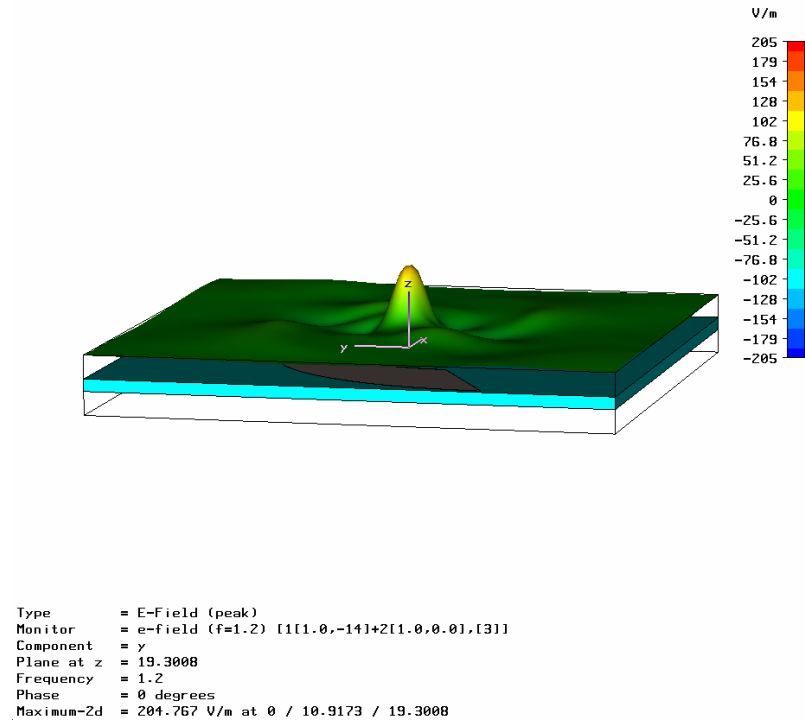 V/m
205
179
154
128
102
76.8
51.2
25.6
0
-25.6
-51.2
-76.8
-102
-128
-154
-179
-205
z
y
x
Type = E-Field (peak)
Monitor = e-field (f=1.2) [1[1.0,-14]+2[1.0,0.0],[3]]
Component = y
Plane at z = 19.3008
Frequency = 1.2
Phase = 0 degrees
Maximum-2d = 204.767 V/m at 0 / 10.9173 / 19.3008